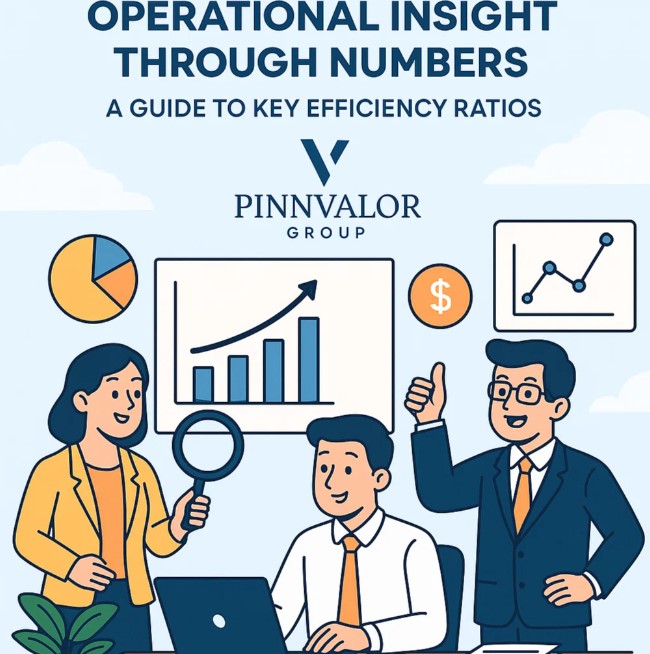 OPERATIONAL INSIGHT
THROUGH NUMBERS
A GUIDE TO KEY EFFICIENCY RATIOS
PINNVALOR
GROUP
$